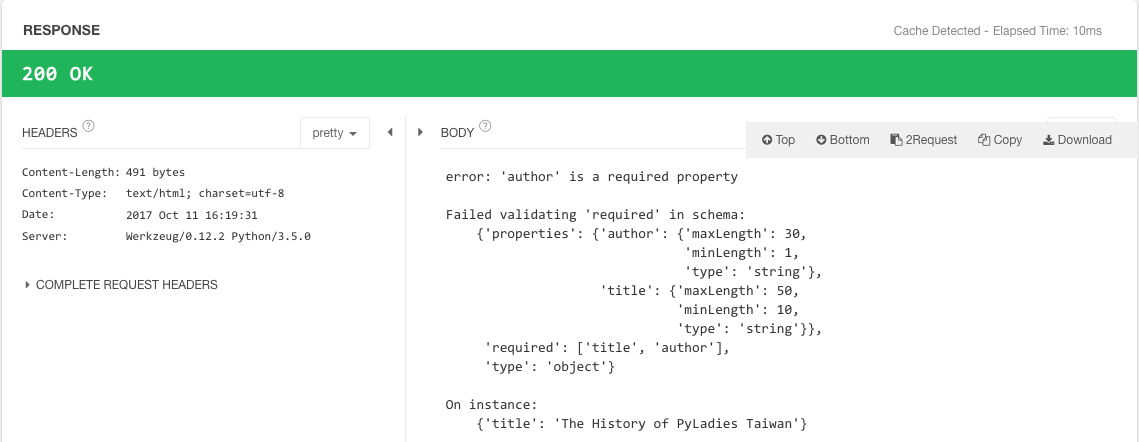 RESPONSE
Cache Detected - Elapsed Time: 10ms
200 OK
HEADERS ?
pretty
Content-Length: 491 bytes
Content-Type: text/html; charset=utf-8
Date: 2017 Oct 11 16:19:31
Server: Werkzeug/0.12.2 Python/3.5.0
COMPLETE REQUEST HEADERS
BODY ?
Top Bottom 2Request Copy Download
error: 'author' is a required property
Failed validating 'required' in schema:
{'properties': {'author': {'maxLength': 30,
'minLength': 1,
'type': 'string'},
'title': {'maxLength': 50,
'minLength': 10,
'type': 'string'}},
'required': ['title', 'author'],
'type': 'object'}
On instance:
{'title': 'The History of PyLadies Taiwan'}